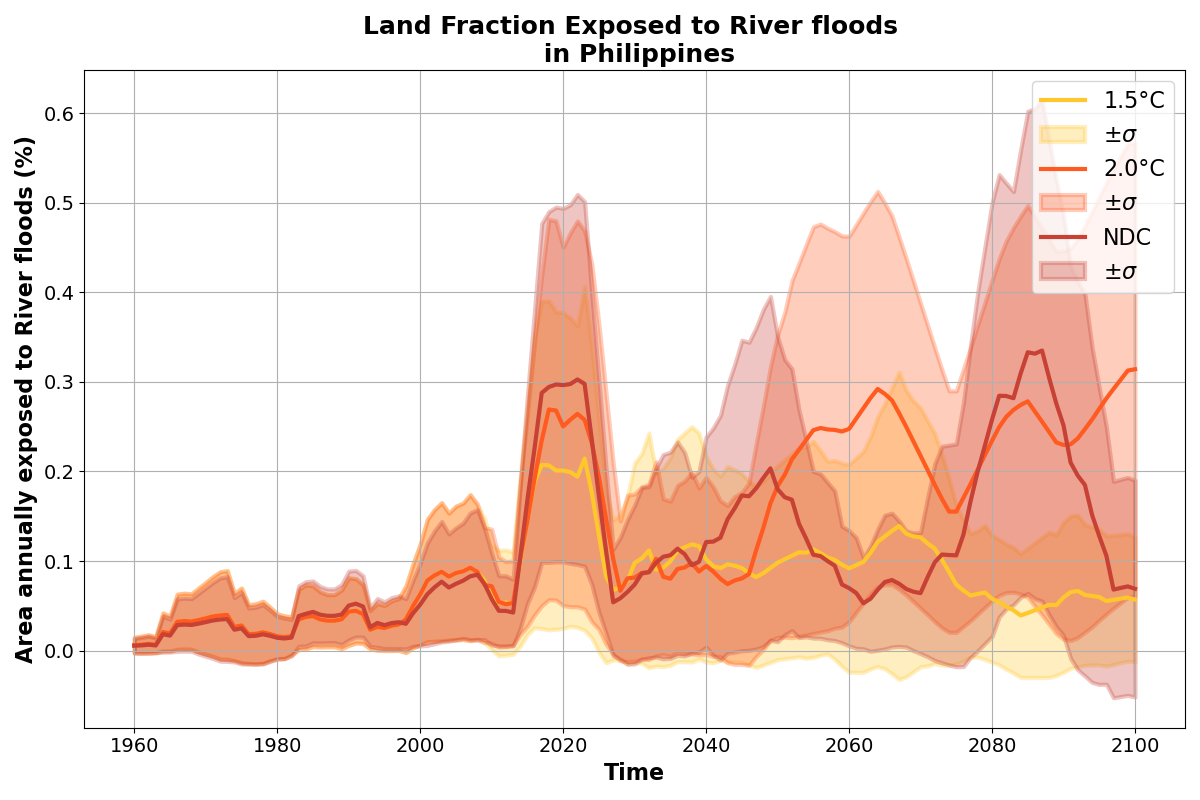 Land Fraction Exposed to River floods
in Philippines
Area annually exposed to River floods (%)
0.6
0.5
0.4
0.3
0.2
0.1
0.0
1960
1980
2000
2020
2040
2060
2080
2100
Time
1.5°C
±σ
2.0°C
±σ
NDC
±σ